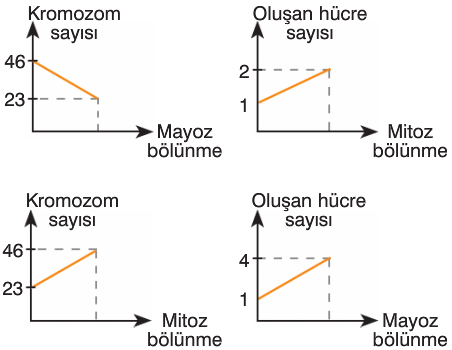 Kromozom
sayısı
46
23
Mayoz
bölünme
Oluşan hücre
sayısı
2
1
Mitoz
bölünme
Kromozom
sayısı
46
23
Mitoz
bölünme
Oluşan hücre
sayısı
4
1
Mayoz
bölünme